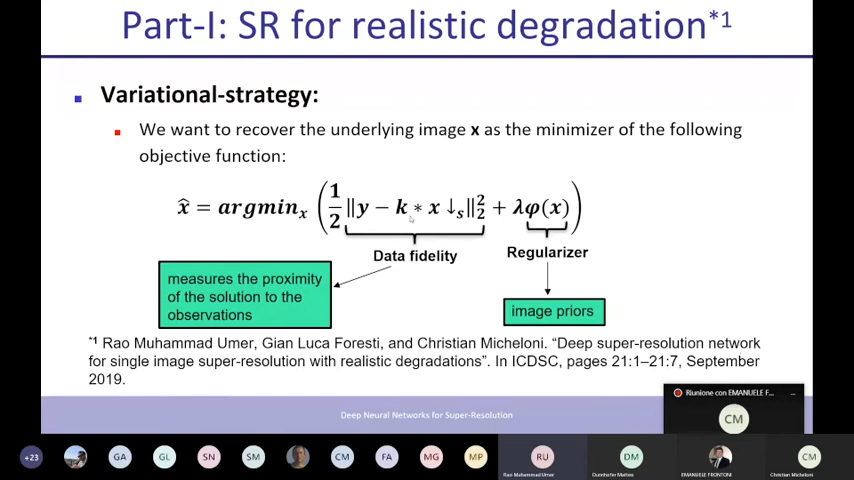 Part-I: SR for realistic degradation*1
Variational-strategy:
We want to recover the underlying image x as the minimizer of the following
objective function:
x̂ = argminₓ (1/2 ‖y − k ∗ x ↓ₛ‖₂² + λφ(x))
Data fidelity
Regularizer
measures the proximity
of the solution to the
observations
image priors
*1 Rao Muhammad Umer, Gian Luca Foresti, and Christian Micheloni. “Deep super-resolution network
for single image super-resolution with realistic degradations”. In ICDSC, pages 21:1–21:7, September
2019.
Deep Neural Networks for Super-Resolution
Riunione con EMANUELE F... ...
CM
+23 GA GL SN SM CM FA MG MP RU DM CM
Rao Muhammad Umer Dunnhofer Matteo EMANUELE FRONTONI Christian Micheloni